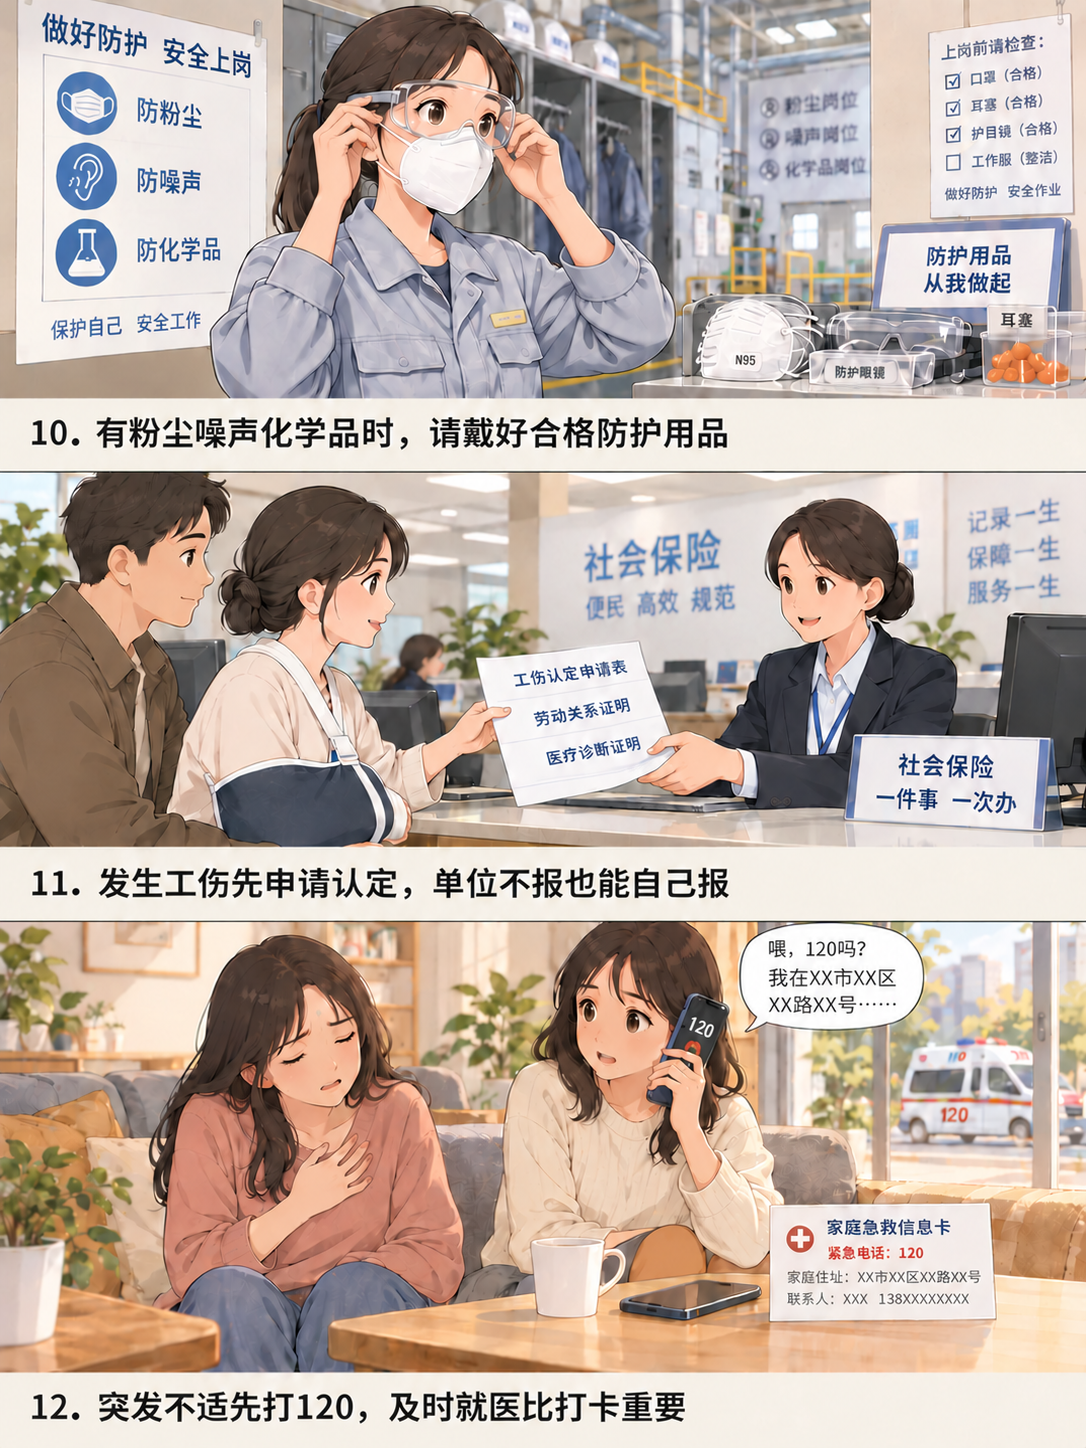 做好防护 安全上岗
防粉尘
防噪声
防化学品
保护自己 安全工作
粉尘岗位
噪声岗位
化学品岗位
上岗前请检查：
口罩（合格）
耳塞（合格）
护目镜（合格）
工作服（整洁）
做好防护 安全作业
防护用品
从我做起
N95
防护眼镜
耳塞
10. 有粉尘噪声化学品时，请戴好合格防护用品
社会保险
便民 高效 规范
记录一生
保障一生
服务一生
工伤认定申请表
劳动关系证明
医疗诊断证明
社会保险
一件事 一次办
11. 发生工伤先申请认定，单位不报也能自己报
喂，120吗？
我在XX市XX区
XX路XX号……
120
120
家庭急救信息卡
紧急电话：120
家庭住址：XX市XX区XX路XX号
联系人：XXX 138XXXXXXXX
12. 突发不适先打120，及时就医比打卡重要